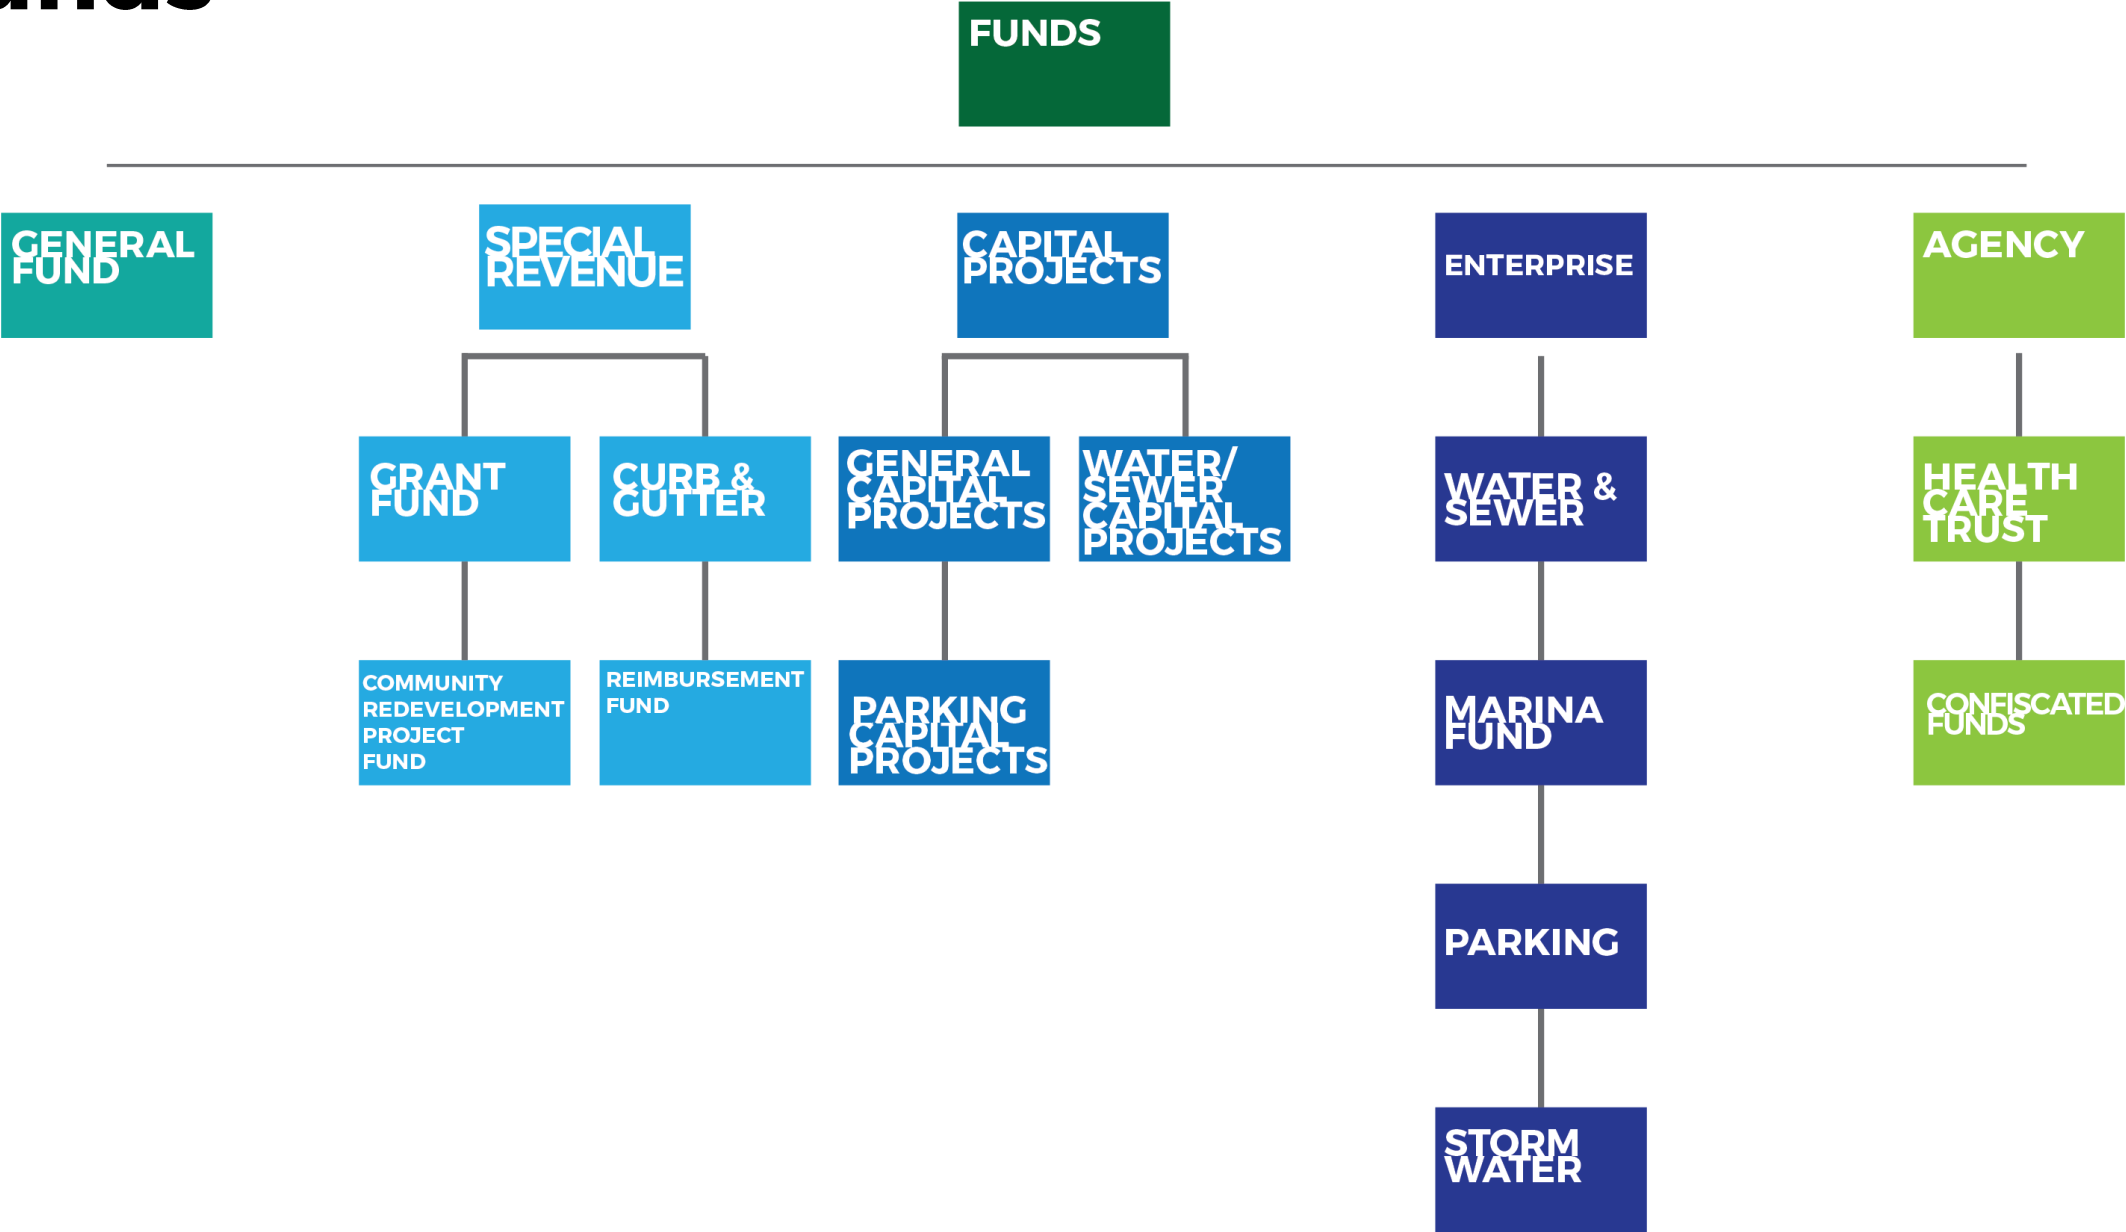 FUNDS
GENERAL
FUND
SPECIAL
REVENUE
CAPITAL
PROJECTS
ENTERPRISE
AGENCY
GRANT
FUND
CURB &
GUTTER
GENERAL
CAPITAL
PROJECTS
WATER/
SEWER
CAPITAL
PROJECTS
WATER &
SEWER
HEALTH
CARE
TRUST
COMMUNITY
REDEVELOPMENT
PROJECT
FUND
REIMBURSEMENT
FUND
PARKING
CAPITAL
PROJECTS
MARINA
FUND
CONFISCATED
FUNDS
PARKING
STORM
WATER